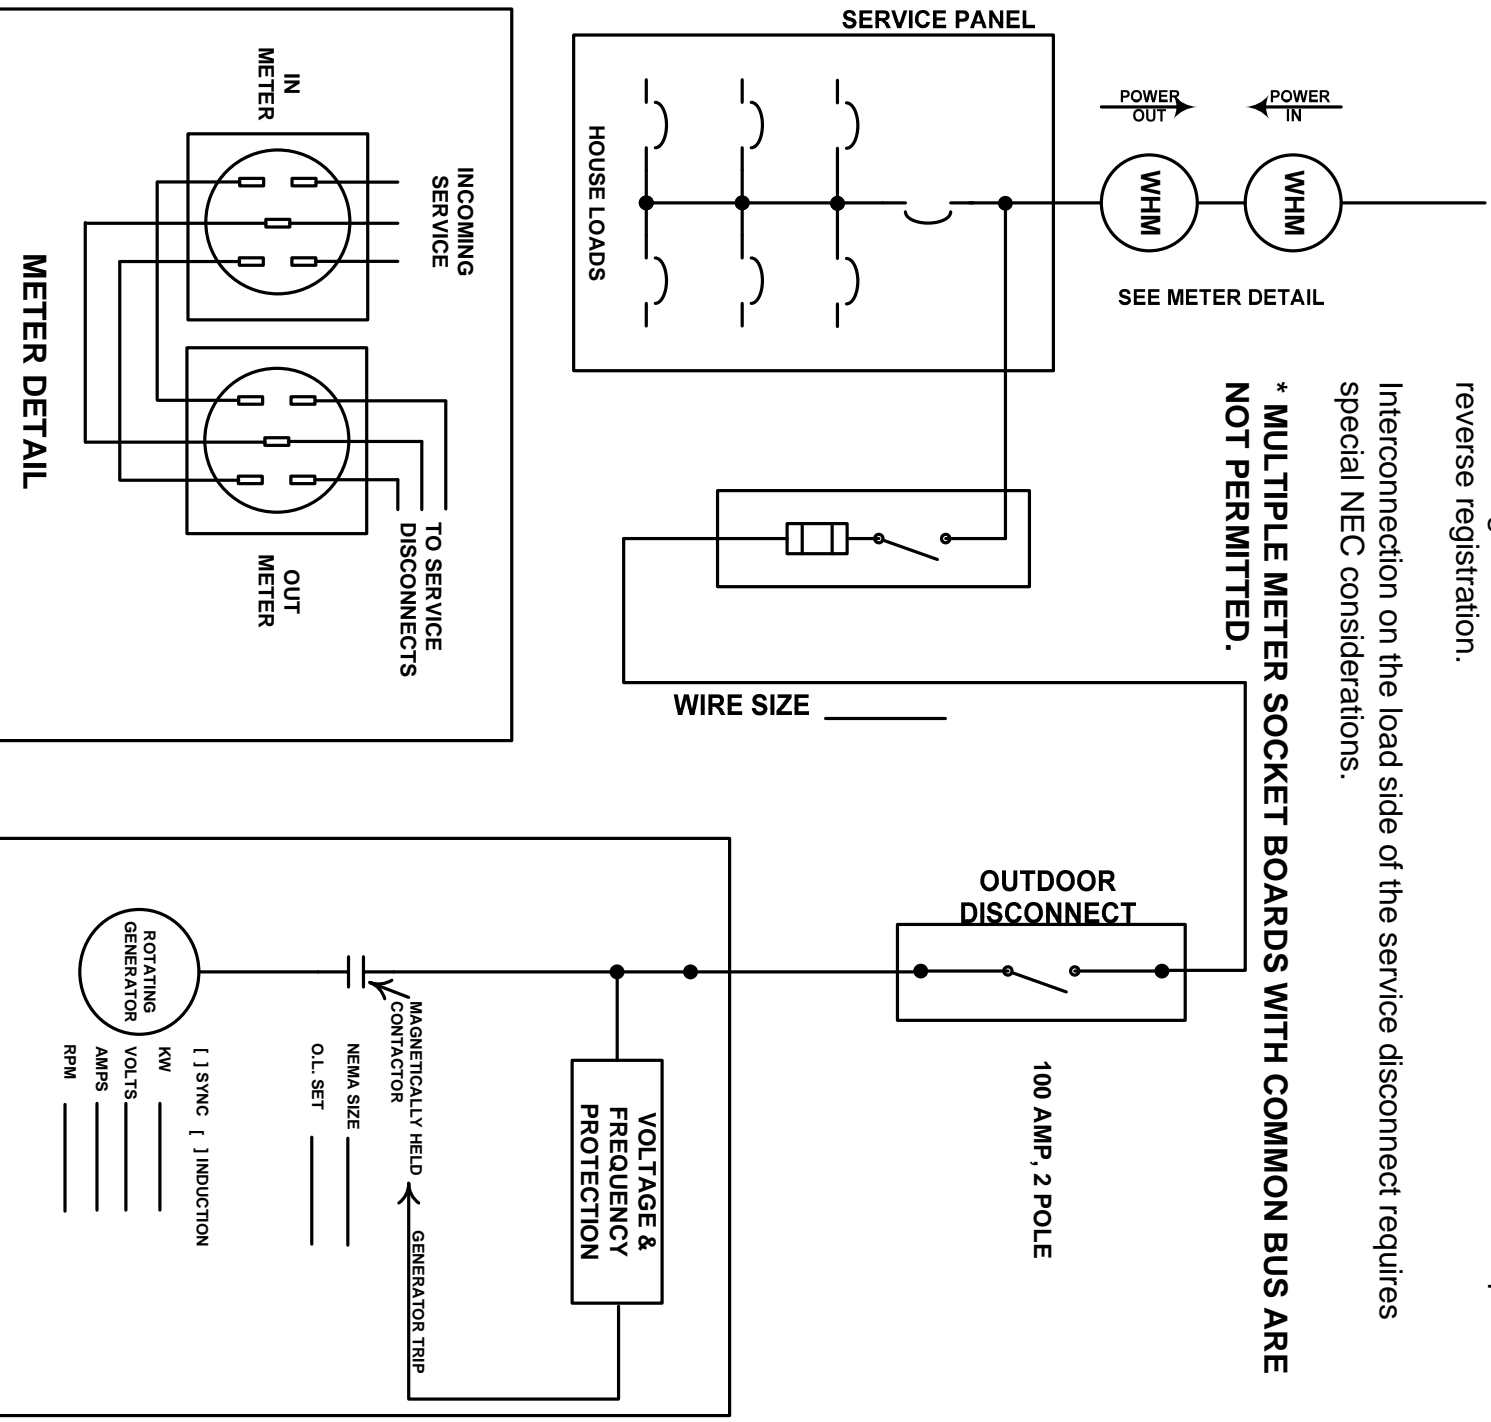 SERVICE PANEL
POWER
OUT
POWER
IN
WHM
WHM
SEE METER DETAIL
HOUSE LOADS
reverse registration.
Interconnection on the load side of the service disconnect requires
special NEC considerations.
* MULTIPLE METER SOCKET BOARDS WITH COMMON BUS ARE
NOT PERMITTED.
IN
METER
INCOMING
SERVICE
TO SERVICE
DISCONNECTS
OUT
METER
METER DETAIL
WIRE SIZE
OUTDOOR
DISCONNECT
100 AMP, 2 POLE
VOLTAGE &
FREQUENCY
PROTECTION
GENERATOR TRIP
MAGNETICALLY HELD
CONTACTOR
NEMA SIZE
O.L. SET
ROTATING
GENERATOR
[ ] SYNC [ ] INDUCTION
KW
VOLTS
AMPS
RPM